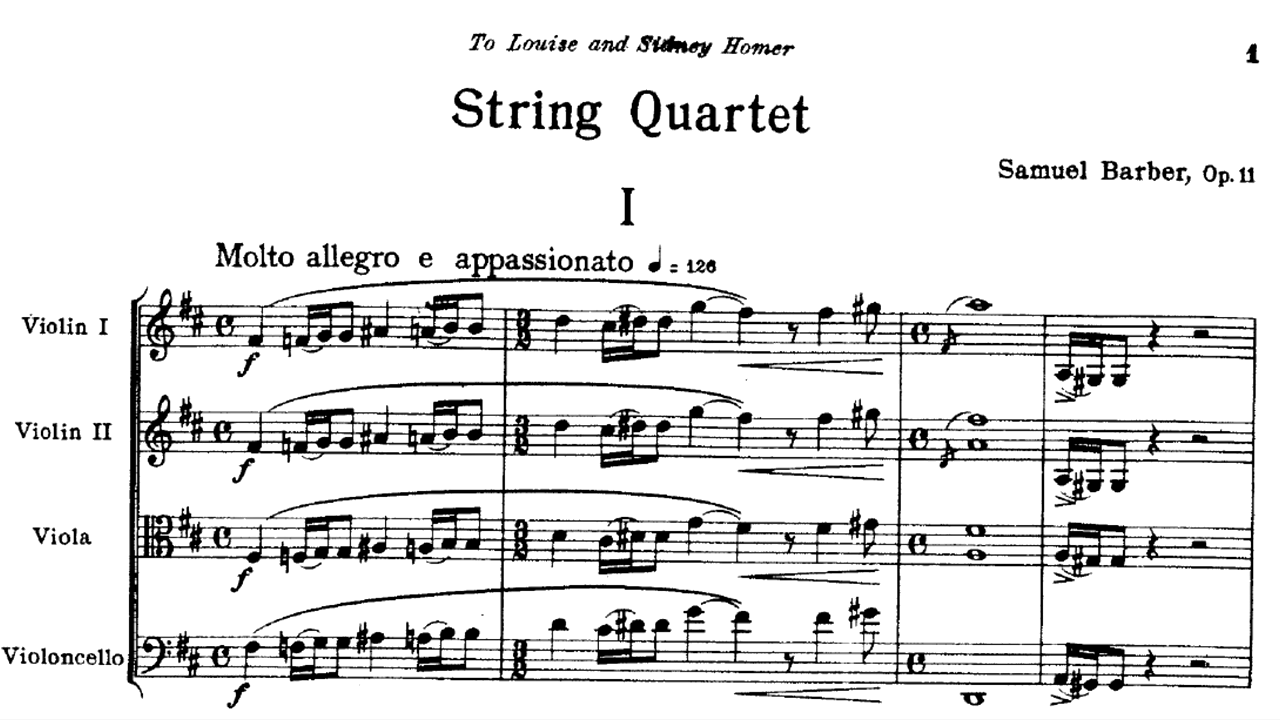 To Louise and Sidney Homer
1
String Quartet
Samuel Barber, Op. 11
I
Molto allegro e appassionato ♩ = 126
Violin I
f
Violin II
f
Viola
f
Violoncello
f